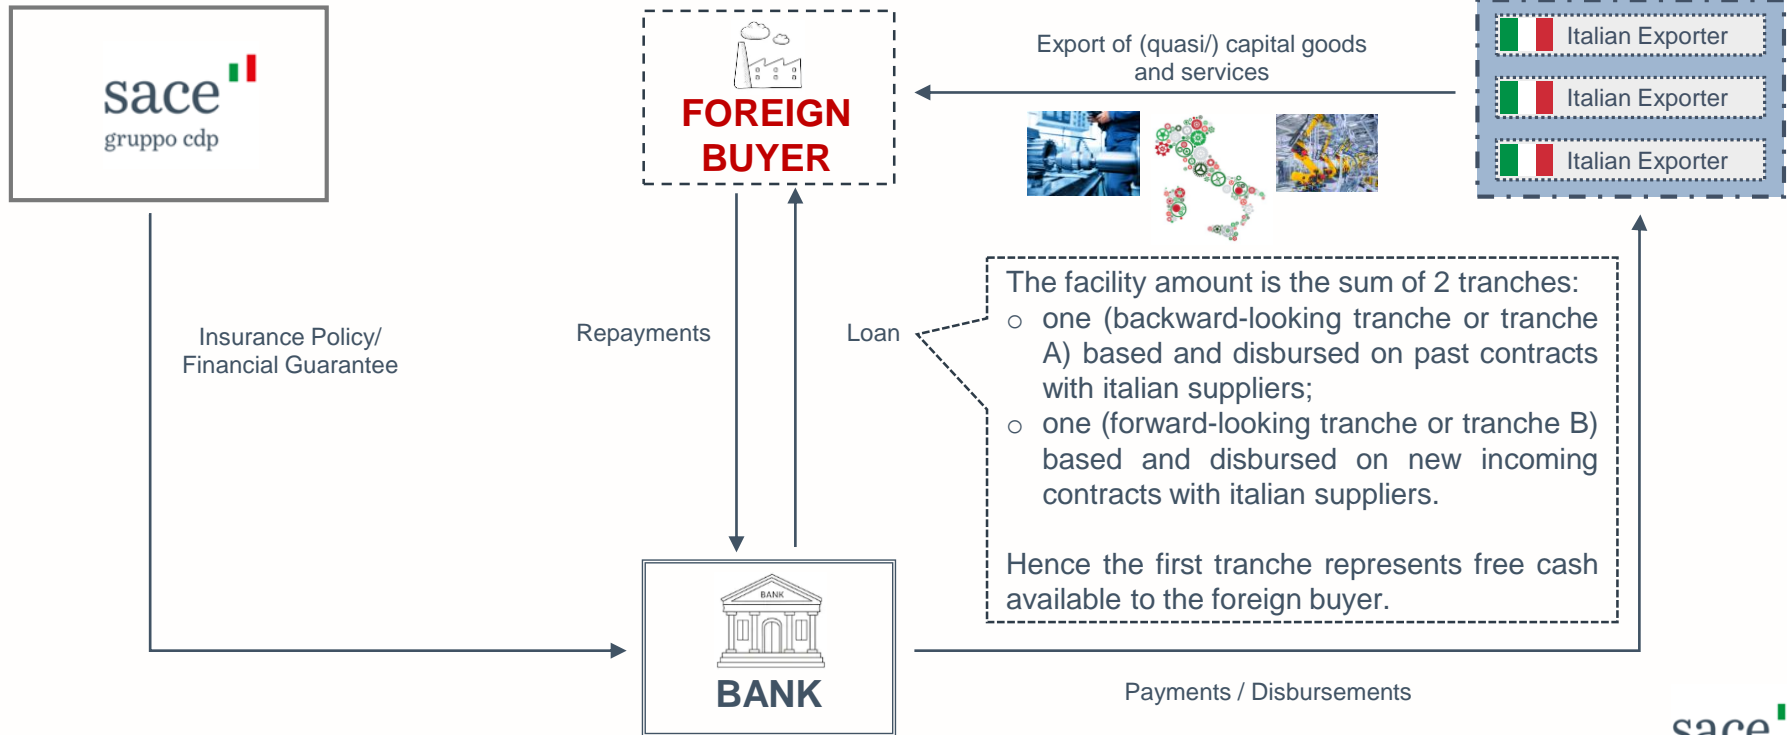 sace
gruppo cdp
FOREIGN
BUYER
Export of (quasi/) capital goods
and services
Italian Exporter
Italian Exporter
Italian Exporter
Insurance Policy/
Financial Guarantee
Repayments
Loan
The facility amount is the sum of 2 tranches:
o one (backward-looking tranche or tranche
A) based and disbursed on past contracts
with italian suppliers;
o one (forward-looking tranche or tranche B)
based and disbursed on new incoming
contracts with italian suppliers.
Hence the first tranche represents free cash
available to the foreign buyer.
BANK
BANK
Payments / Disbursements
sace